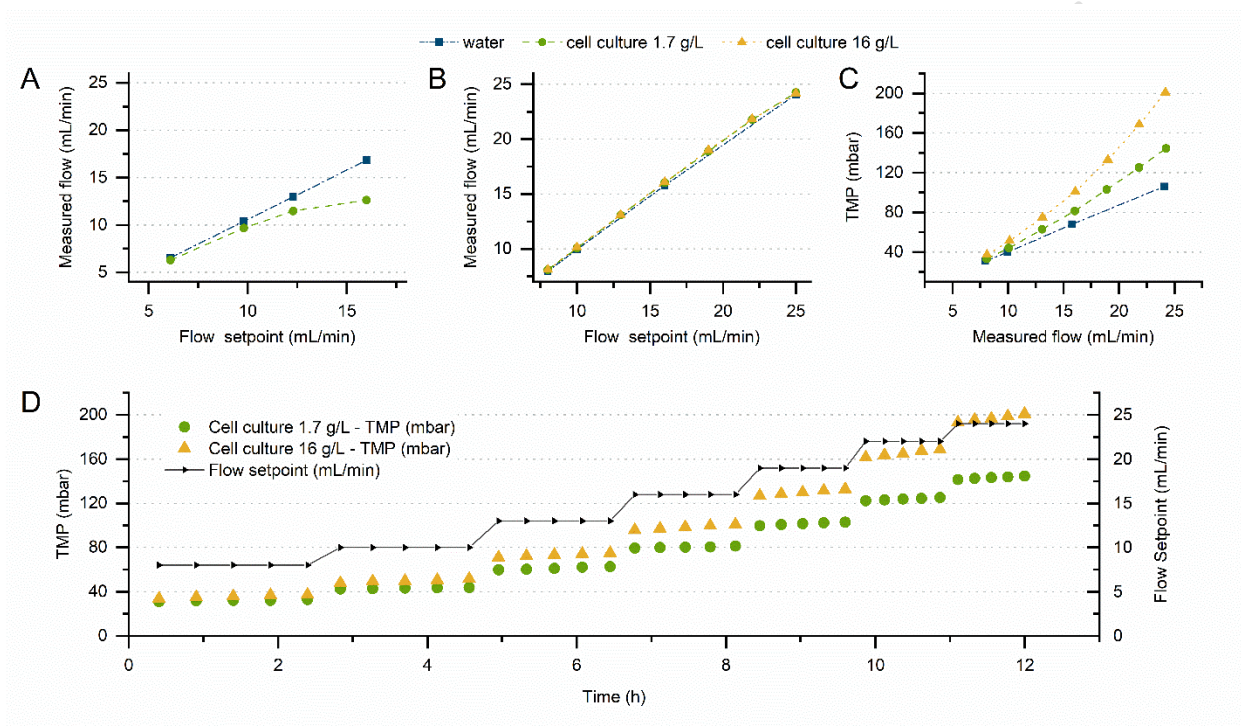 water cell culture 1.7 g/L cell culture 16 g/L
A
Measured flow (mL/min)
25
20
15
10
5
5 10 15
Flow setpoint (mL/min)
B
Measured flow (mL/min)
25
20
15
10
10 15 20 25
Flow setpoint (mL/min)
C
TMP (mbar)
200
160
120
80
40
5 10 15 20 25
Measured flow (mL/min)
D
TMP (mbar)
200
160
120
80
40
0
Cell culture 1.7 g/L - TMP (mbar)
Cell culture 16 g/L - TMP (mbar)
Flow setpoint (mL/min)
25
20
15
10
5
0
Flow Setpoint (mL/min)
0 2 4 6 8 10 12
Time (h)